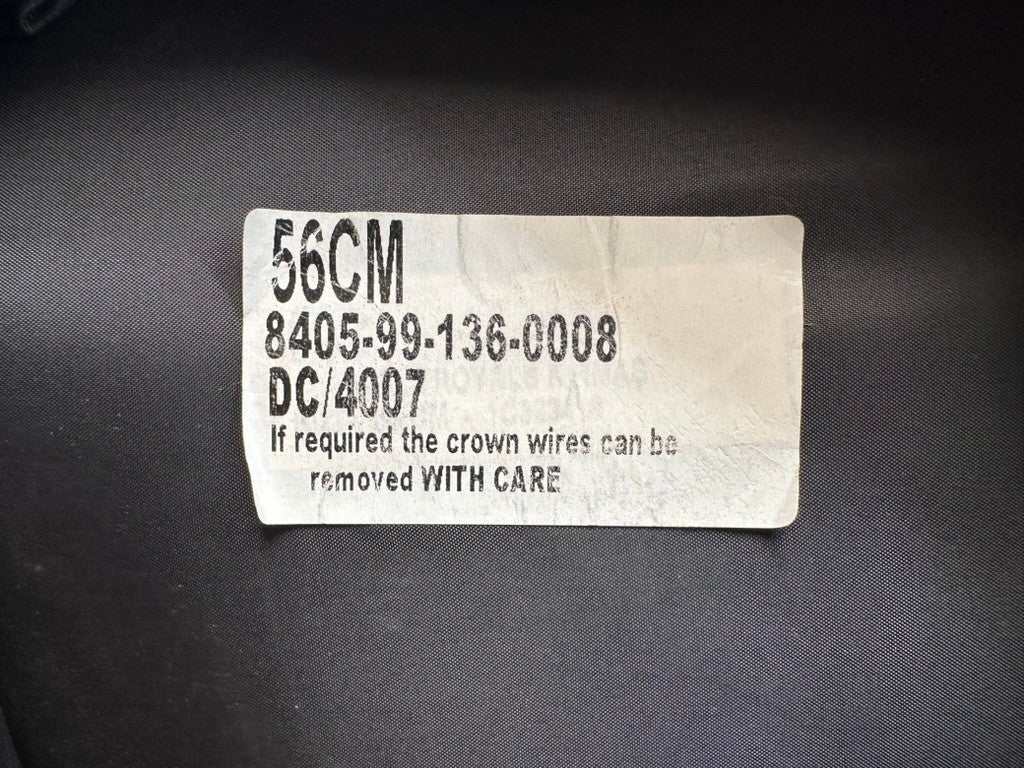 56CM
8405-99-136-0008
DC/4007
If required the crown wires can be
removed WITH CARE